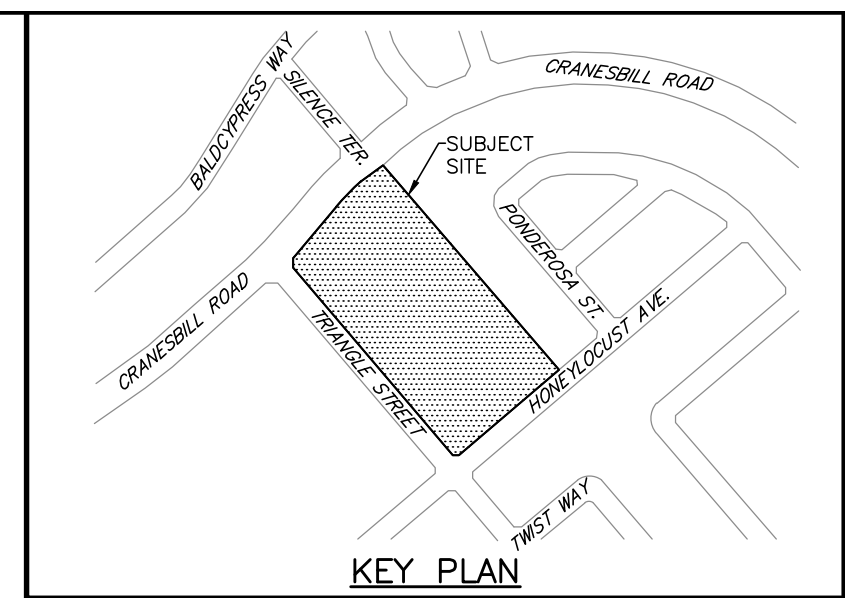 CRANESBILL ROAD
BALDCYPRESS WAY
SILENCE TER.
SUBJECT
SITE
PONDEROSA ST.
CRANESBILL ROAD
TRIANGLE STREET
HONEYLOCUST AVE.
TWIST WAY
KEY PLAN